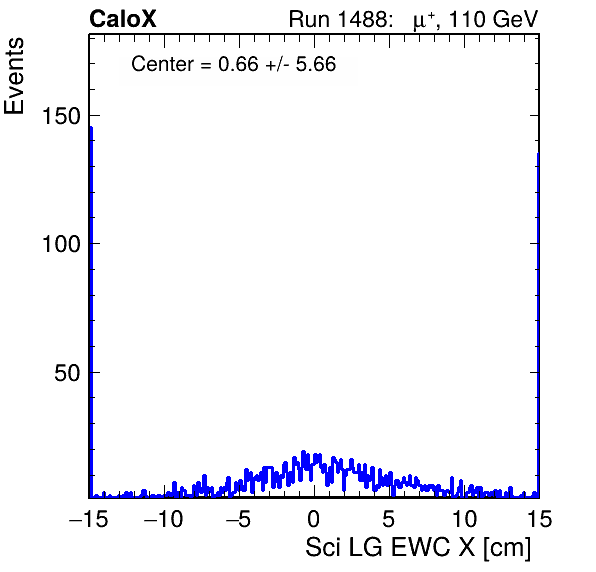 CaloX Run 1488: μ⁺, 110 GeV
Center = 0.66 +/- 5.66
Events
150
100
50
−15 −10 −5 0 5 10 15
Sci LG EWC X [cm]